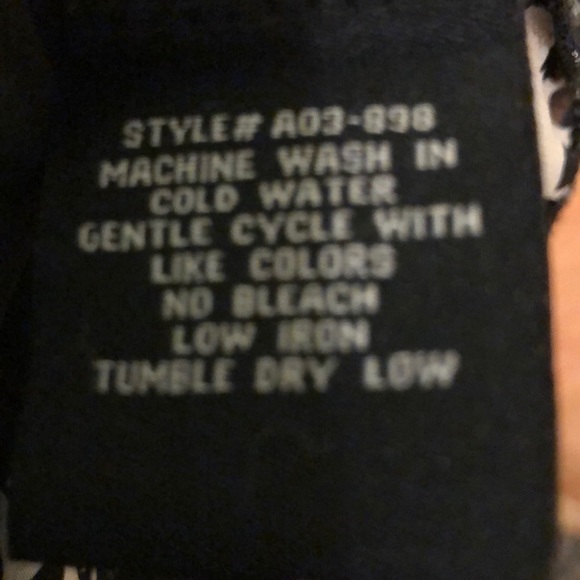 STYLE# A03-898
MACHINE WASH IN
COLD WATER
GENTLE CYCLE WITH
LIKE COLORS
NO BLEACH
LOW IRON
TUMBLE DRY LOW